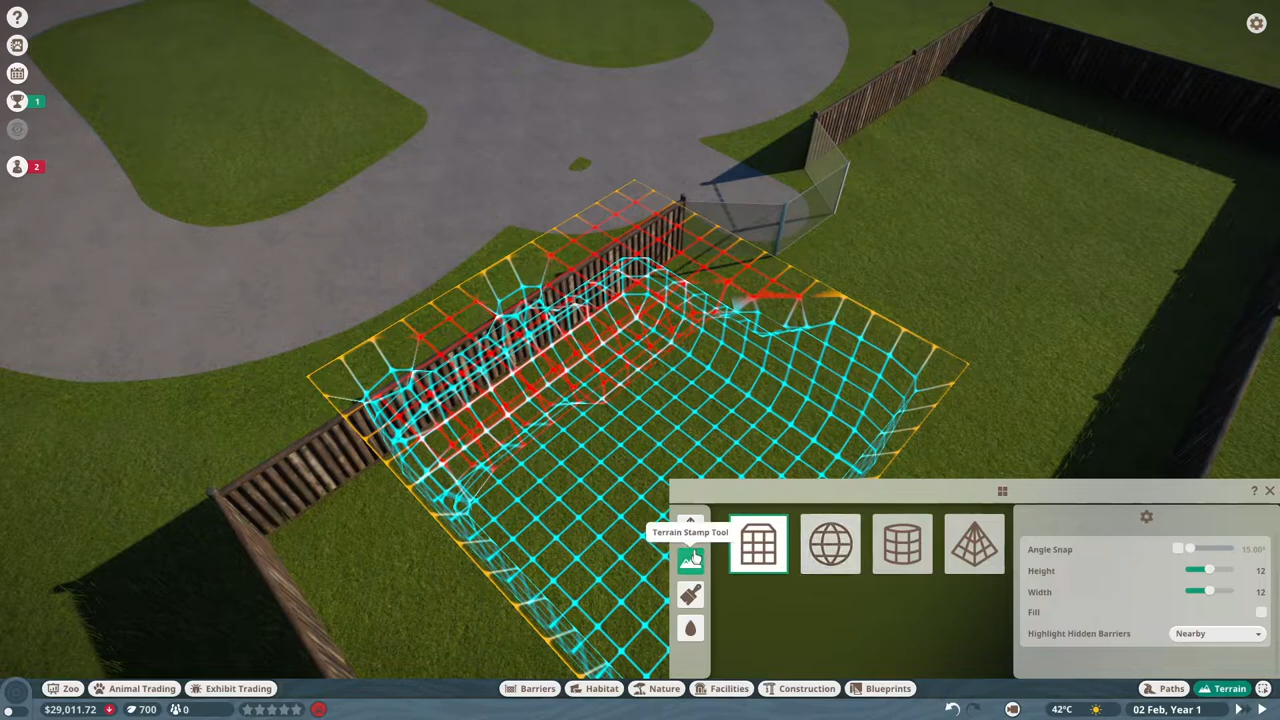 ?
1
2
? ×
Terrain Stamp Tool
Angle Snap 15.00°
Height 12
Width 12
Fill
Highlight Hidden Barriers Nearby
Zoo Animal Trading Exhibit Trading Barriers Habitat Nature Facilities Construction Blueprints Paths Terrain
$29,011.72 700 0 42°C 02 Feb, Year 1